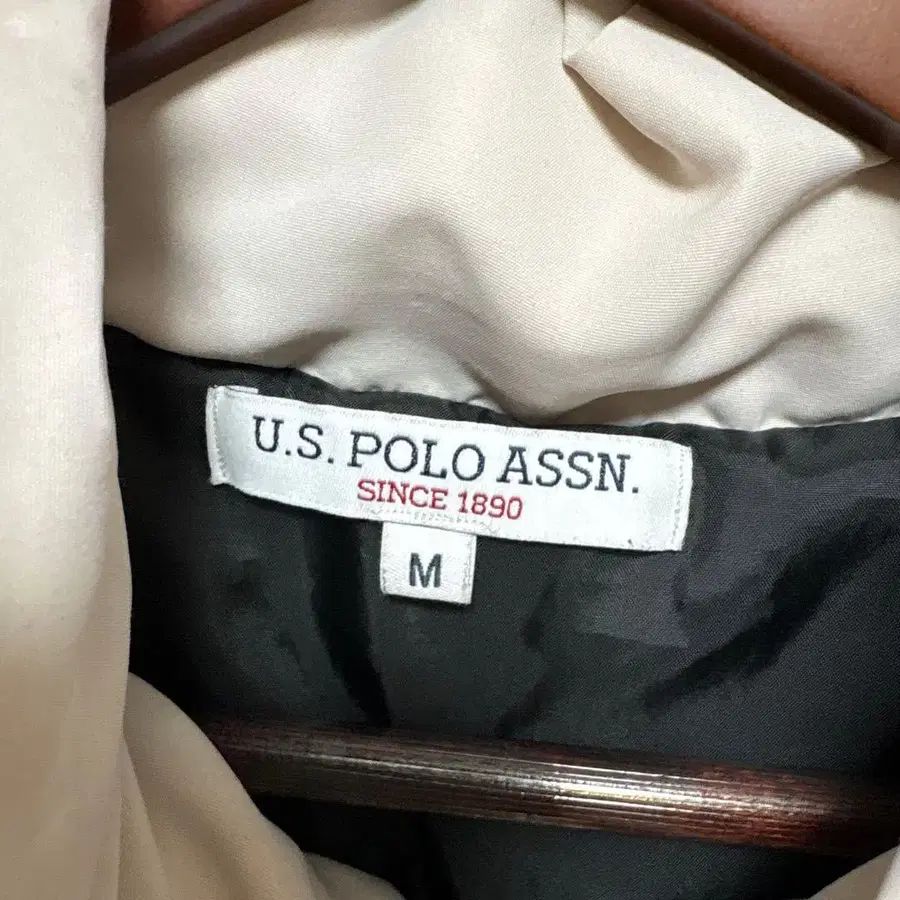 U.S. POLO ASSN.
SINCE 1890
M